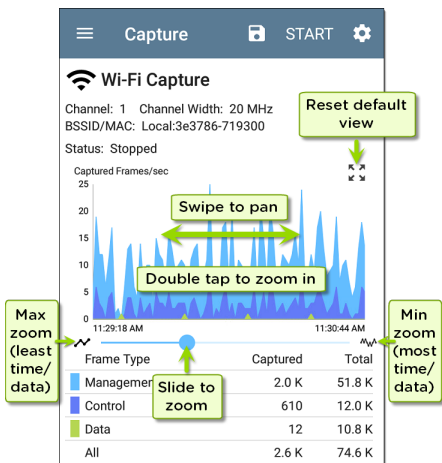 Capture START
Wi-Fi Capture
Channel: 1 Channel Width: 20 MHz
BSSID/MAC: Local:3e3786-719300
Status: Stopped
Reset default
view
Captured Frames/sec
25
20
15
10
5
0
Swipe to pan
Double tap to zoom in
11:29:18 AM 11:30:44 AM
Max
zoom
(least
time/
data)
Min
zoom
(most
time/
data)
Slide to
zoom
Frame Type Captured Total
Managemen 2.0 K 51.8 K
Control 610 12.0 K
Data 12 10.8 K
All 2.6 K 74.6 K